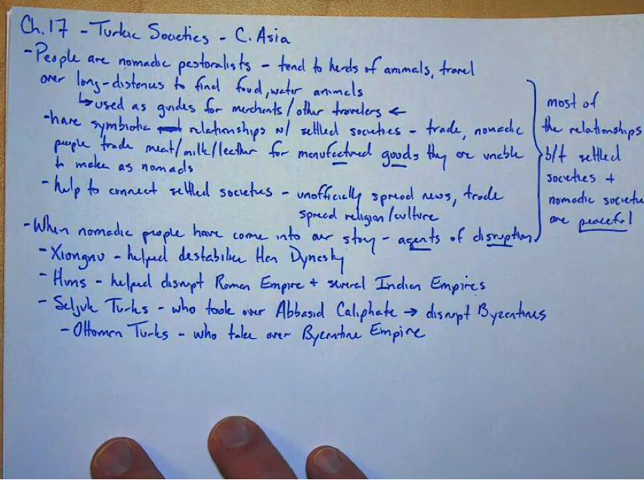 Ch. 17 - Turkic Societies - C. Asia
- People are nomadic pastoralists - tend to herds of animals, travel
over long-distances to find food, water animals
↳ used as guides for merchants/other travelers ←
- have symbiotic relationships w/ settled societies - trade, nomadic
people trade meat/milk/leather for manufactured goods they are unable
to make as nomads
- help to connect settled societies - unofficially spread news, trade
spread religion/culture
most of
the relationships
b/t settled
societies +
nomadic societies
are peaceful
- When nomadic people have come into our story - agents of disruption
- Xiongnu - helped destabilize Han Dynasty
- Huns - helped disrupt Roman Empire + several Indian Empires
- Seljuk Turks - who took over Abbasid Caliphate → disrupt Byzantines
- Ottoman Turks - who take over Byzantine Empire